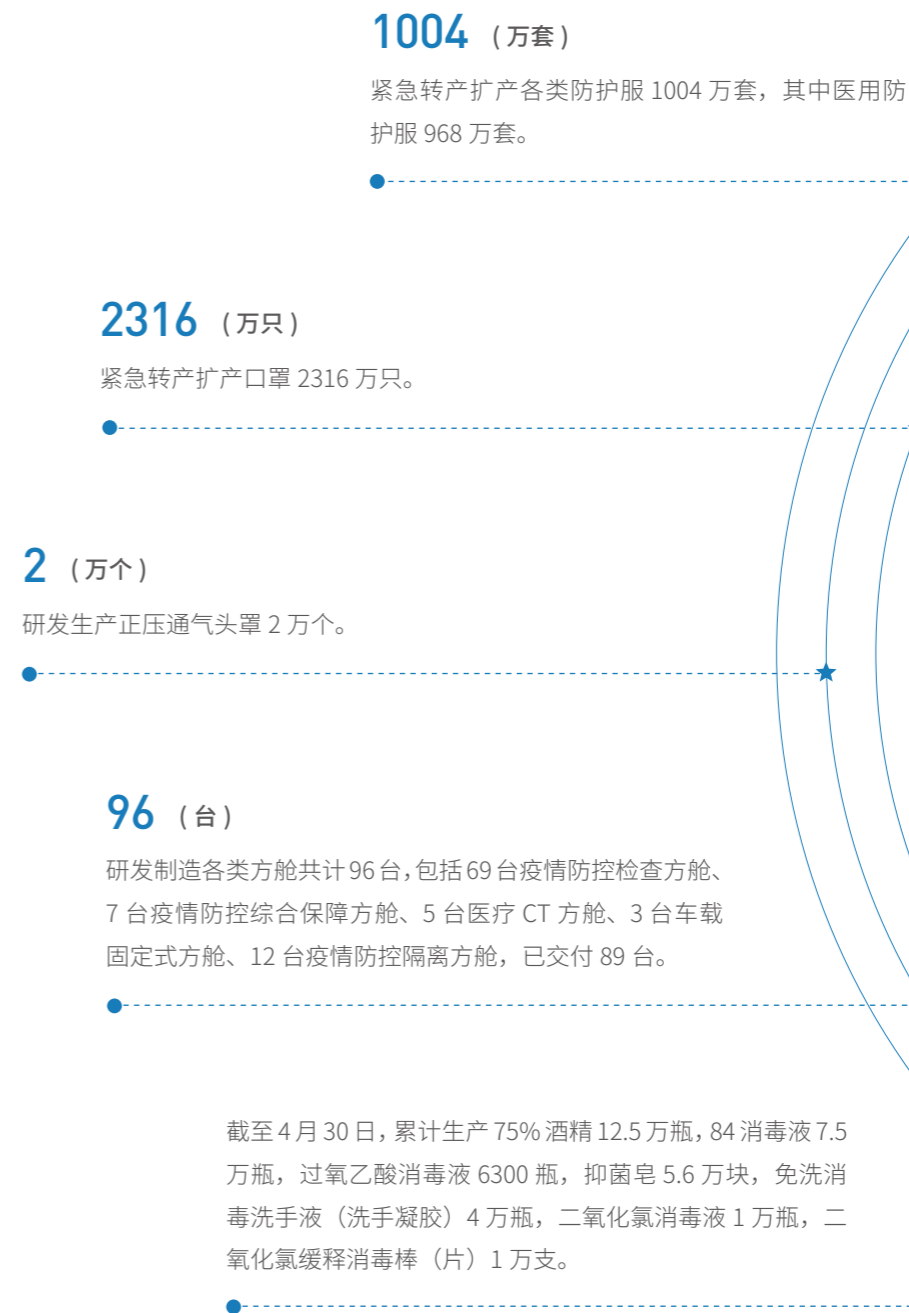 1004 (万套)
紧急转产扩产各类防护服 1004 万套，其中医用防
护服 968 万套。
2316 (万只)
紧急转产扩产口罩 2316 万只。
2 (万个)
研发生产正压通气头罩 2 万个。
96 (台)
研发制造各类方舱共计 96 台，包括 69 台疫情防控检查方舱、
7 台疫情防控综合保障方舱、5 台医疗 CT 方舱、3 台车载
固定式方舱、12 台疫情防控隔离方舱，已交付 89 台。
截至 4 月 30 日，累计生产 75% 酒精 12.5 万瓶，84 消毒液 7.5
万瓶，过氧乙酸消毒液 6300 瓶，抑菌皂 5.6 万块，免洗消
毒洗手液（洗手凝胶）4 万瓶，二氧化氯消毒液 1 万瓶，二
氧化氯缓释消毒棒（片）1 万支。